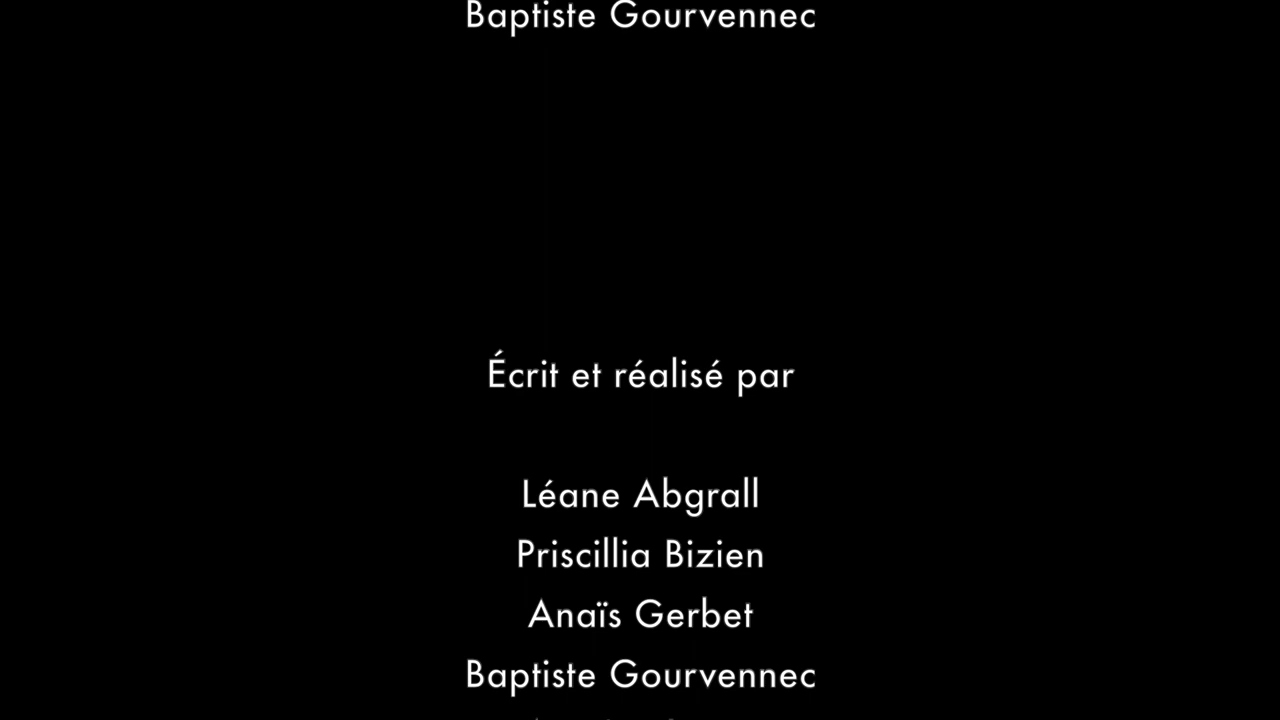 Baptiste Gourvennec
Écrit et réalisé par
Léane Abgrall
Priscillia Bizien
Anaïs Gerbet
Baptiste Gourvennec